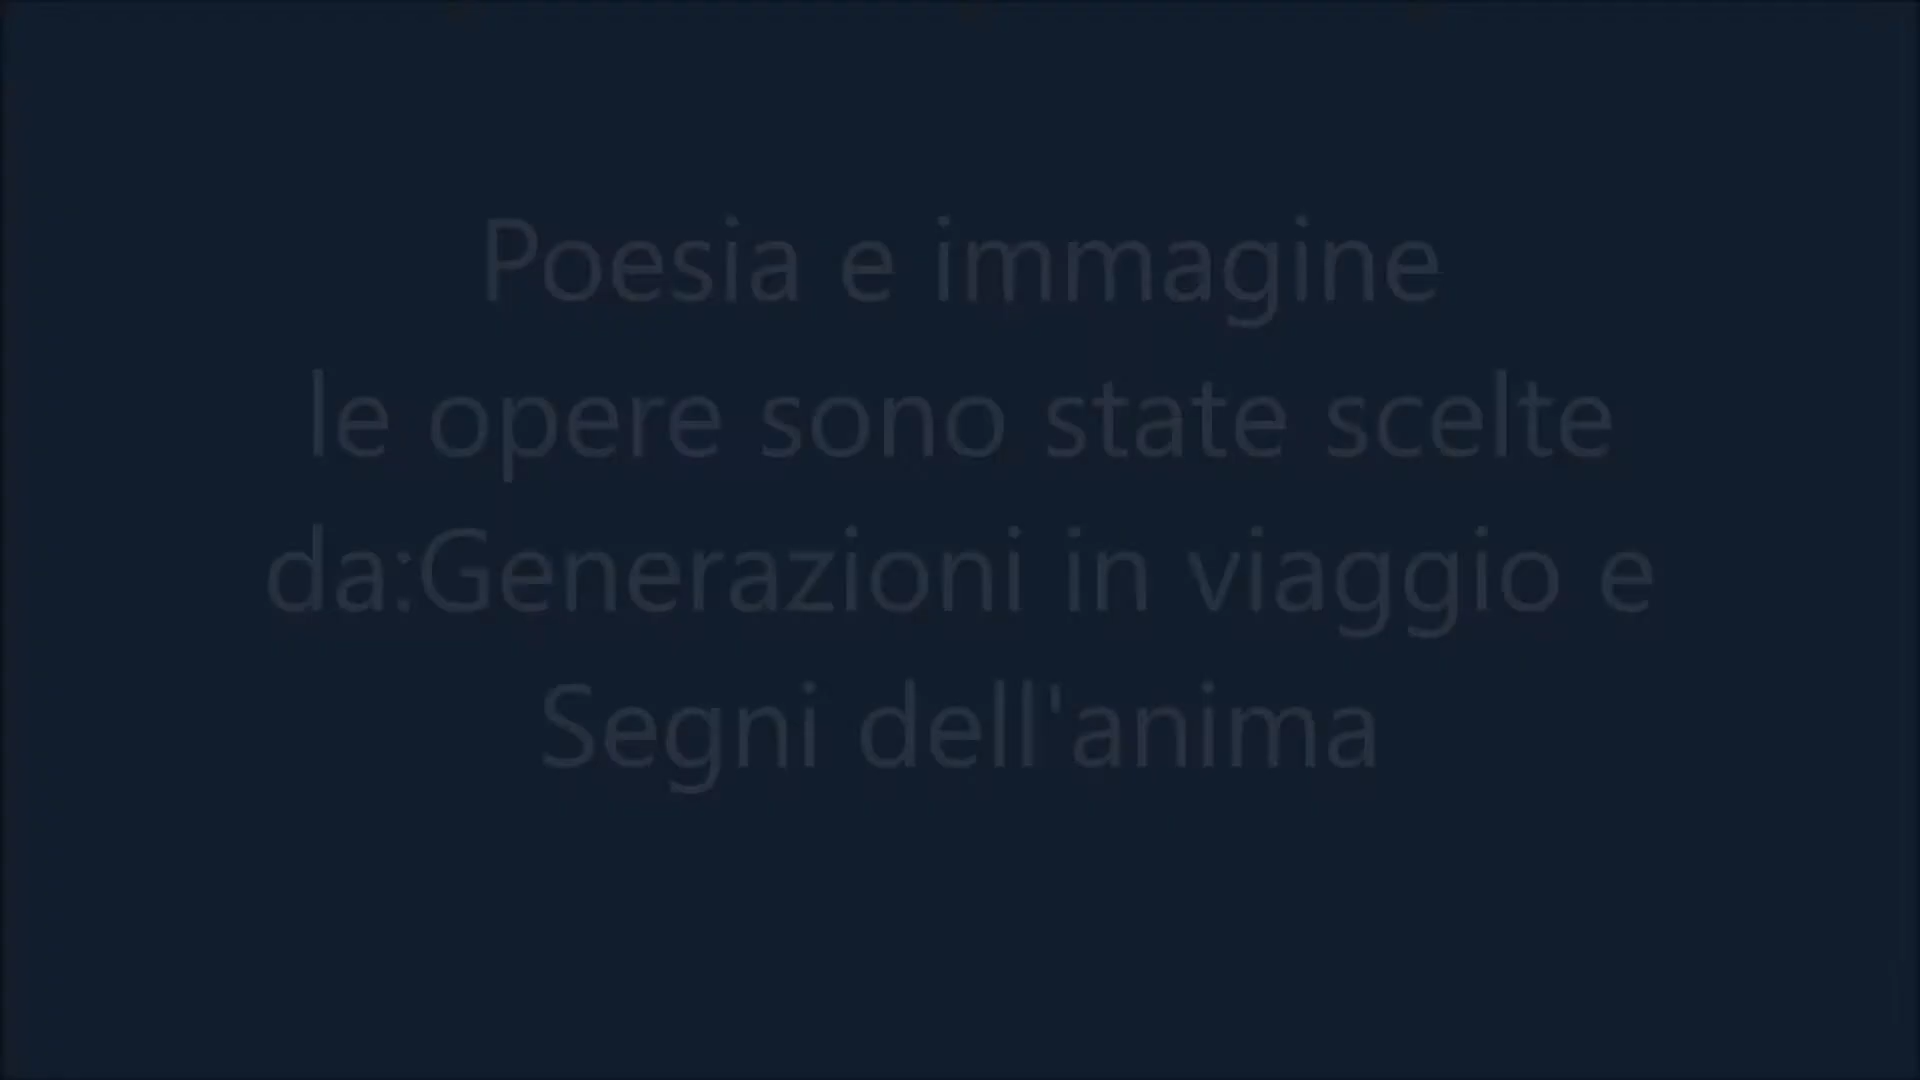 Poesia e immagine
le opere sono state scelte
da:Generazioni in viaggio e
Segni dell'anima